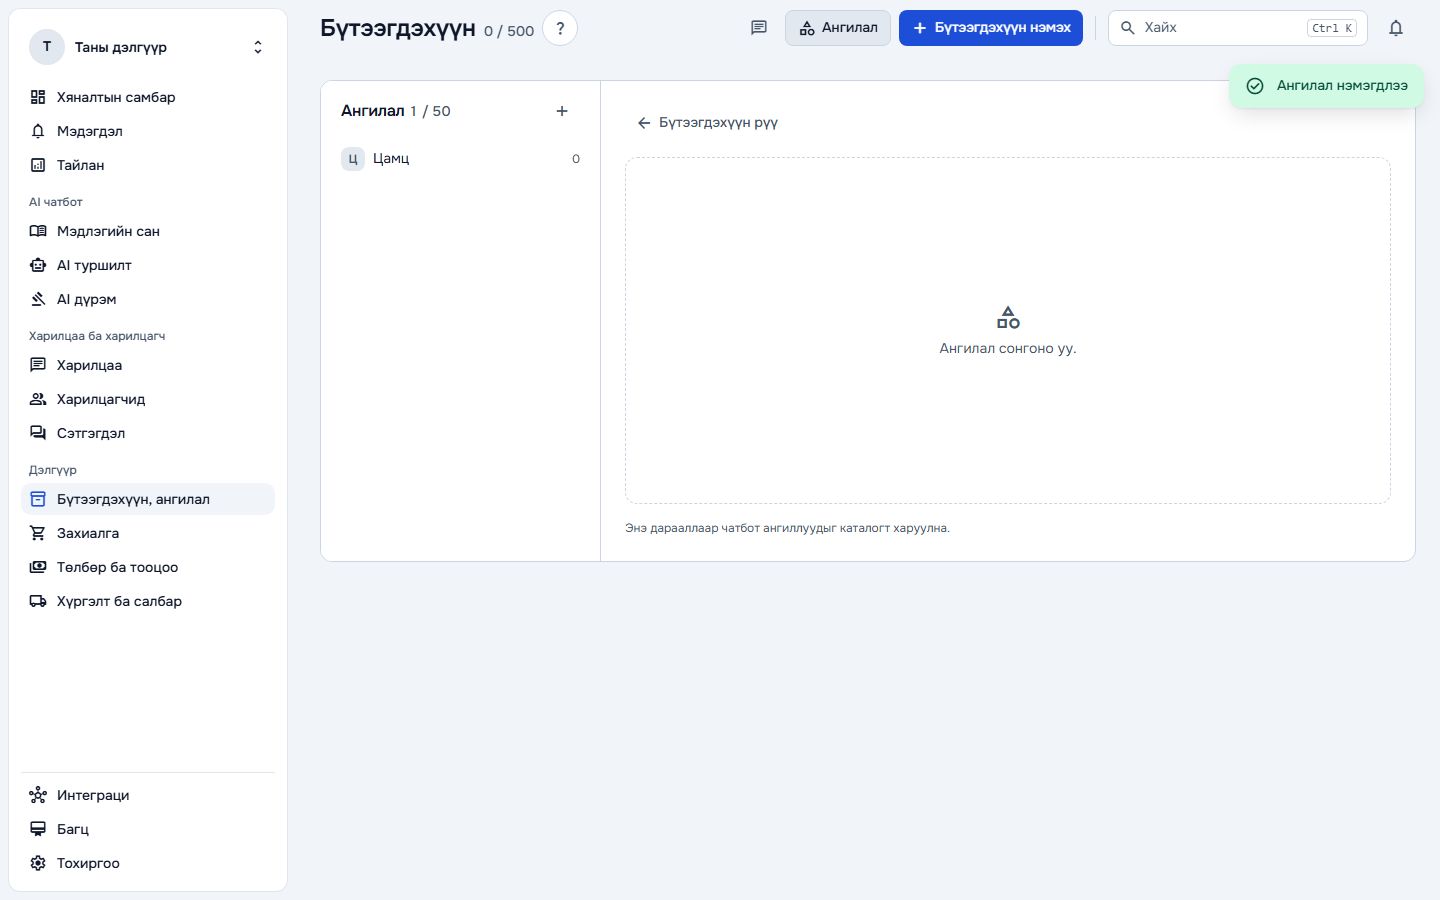 Т
Таны дэлгүүр
Хяналтын самбар
Мэдэгдэл
Тайлан
AI чатбот
Мэдлэгийн сан
AI туршилт
AI дүрэм
Харилцаа ба харилцагч
Харилцаа
Харилцагчид
Сэтгэгдэл
Дэлгүүр
Бүтээгдэхүүн, ангилал
Захиалга
Төлбөр ба тооцоо
Хүргэлт ба салбар
Интеграци
Багц
Тохиргоо
Бүтээгдэхүүн 0 / 500 ?
Ангилал
Бүтээгдэхүүн нэмэх
Хайх Ctrl K
Ангилал нэмэгдлээ
Ангилал 1 / 50
Ц Цамц 0
Бүтээгдэхүүн рүү
Ангилал сонгоно уу.
Энэ дарааллаар чатбот ангиллуудыг каталогт харуулна.